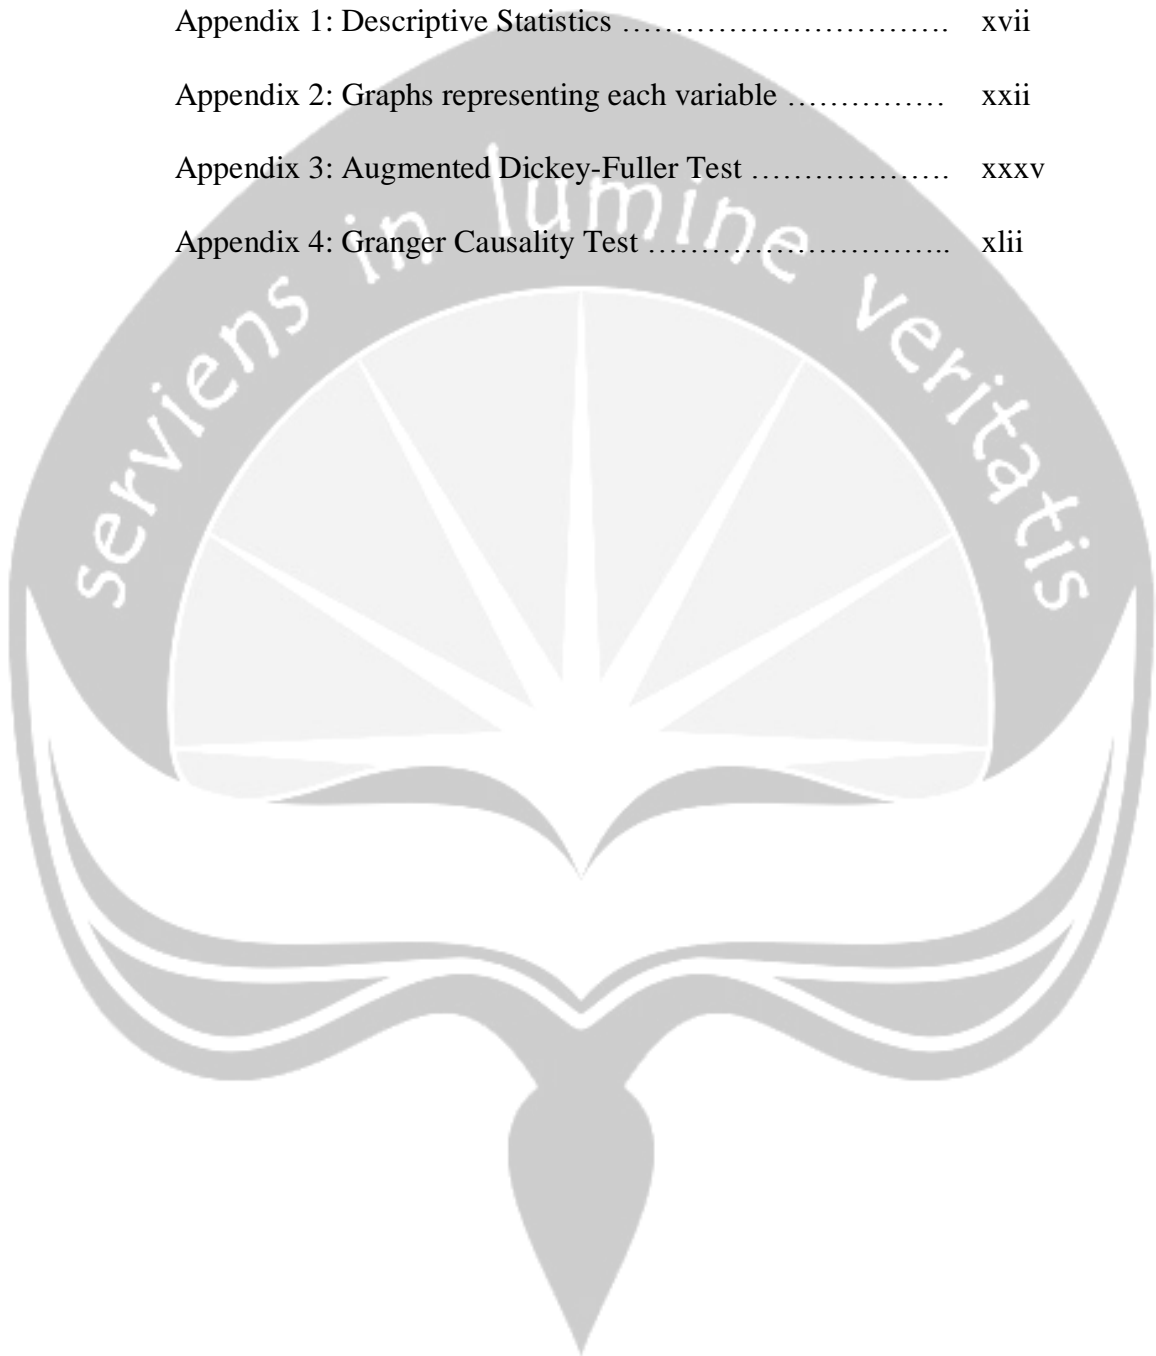 Appendix 1: Descriptive Statistics …………………………. xvii
Appendix 2: Graphs representing each variable …………… xxii
Appendix 3: Augmented Dickey-Fuller Test ………………. xxxv
Appendix 4: Granger Causality Test ……………………….. xlii
serviens in lumine veritatis